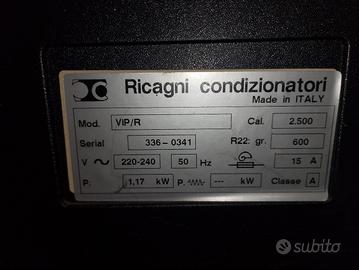 Ricagni condizionatori
Made in ITALY
Mod. VIP/R Cal. 2.500
Serial 336-0341 R22: gr. 600
V 220-240 50 Hz 15 A
P. 1,17 kW P. --- kW Classe A
subito